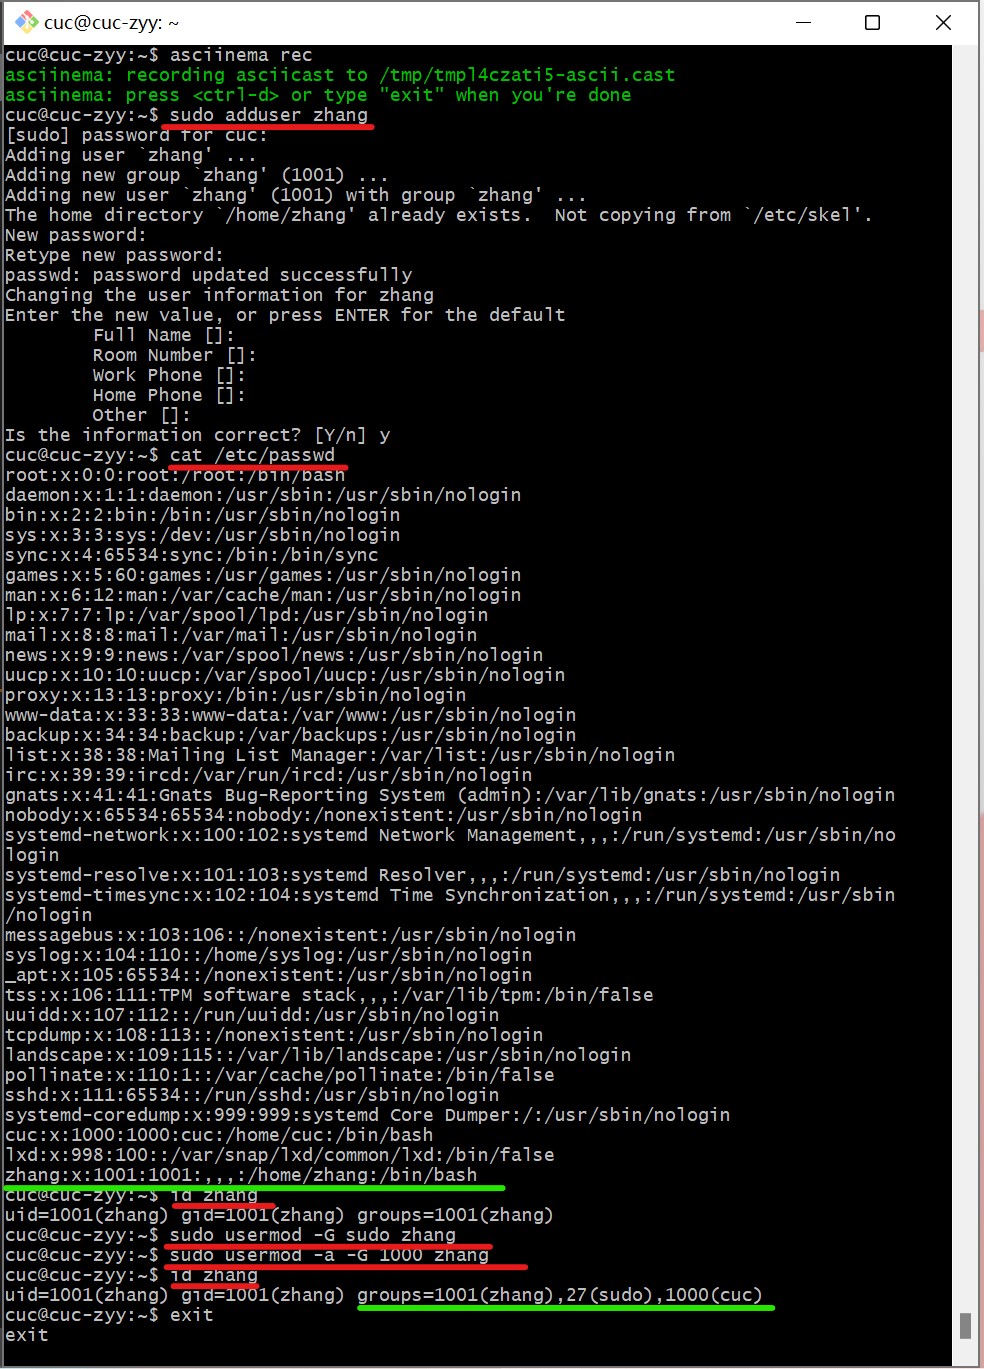 cuc@cuc-zyy: ~
cuc@cuc-zyy:~$ asciinema rec
asciinema: recording asciicast to /tmp/tmpl4czati5-ascii.cast
asciinema: press <ctrl-d> or type "exit" when you're done
cuc@cuc-zyy:~$ sudo adduser zhang
[sudo] password for cuc:
Adding user `zhang' ...
Adding new group `zhang' (1001) ...
Adding new user `zhang' (1001) with group `zhang' ...
The home directory `/home/zhang' already exists.  Not copying from `/etc/skel'.
New password:
Retype new password:
passwd: password updated successfully
Changing the user information for zhang
Enter the new value, or press ENTER for the default
        Full Name []:
        Room Number []:
        Work Phone []:
        Home Phone []:
        Other []:
Is the information correct? [Y/n] y
cuc@cuc-zyy:~$ cat /etc/passwd
root:x:0:0:root:/root:/bin/bash
daemon:x:1:1:daemon:/usr/sbin:/usr/sbin/nologin
bin:x:2:2:bin:/bin:/usr/sbin/nologin
sys:x:3:3:sys:/dev:/usr/sbin/nologin
sync:x:4:65534:sync:/bin:/bin/sync
games:x:5:60:games:/usr/games:/usr/sbin/nologin
man:x:6:12:man:/var/cache/man:/usr/sbin/nologin
lp:x:7:7:lp:/var/spool/lpd:/usr/sbin/nologin
mail:x:8:8:mail:/var/mail:/usr/sbin/nologin
news:x:9:9:news:/var/spool/news:/usr/sbin/nologin
uucp:x:10:10:uucp:/var/spool/uucp:/usr/sbin/nologin
proxy:x:13:13:proxy:/bin:/usr/sbin/nologin
www-data:x:33:33:www-data:/var/www:/usr/sbin/nologin
backup:x:34:34:backup:/var/backups:/usr/sbin/nologin
list:x:38:38:Mailing List Manager:/var/list:/usr/sbin/nologin
irc:x:39:39:ircd:/var/run/ircd:/usr/sbin/nologin
gnats:x:41:41:Gnats Bug-Reporting System (admin):/var/lib/gnats:/usr/sbin/nologin
nobody:x:65534:65534:nobody:/nonexistent:/usr/sbin/nologin
systemd-network:x:100:102:systemd Network Management,,,:/run/systemd:/usr/sbin/no
login
systemd-resolve:x:101:103:systemd Resolver,,,:/run/systemd:/usr/sbin/nologin
systemd-timesync:x:102:104:systemd Time Synchronization,,,:/run/systemd:/usr/sbin
/nologin
messagebus:x:103:106::/nonexistent:/usr/sbin/nologin
syslog:x:104:110::/home/syslog:/usr/sbin/nologin
_apt:x:105:65534::/nonexistent:/usr/sbin/nologin
tss:x:106:111:TPM software stack,,,:/var/lib/tpm:/bin/false
uuidd:x:107:112::/run/uuidd:/usr/sbin/nologin
tcpdump:x:108:113::/nonexistent:/usr/sbin/nologin
landscape:x:109:115::/var/lib/landscape:/usr/sbin/nologin
pollinate:x:110:1::/var/cache/pollinate:/bin/false
sshd:x:111:65534::/run/sshd:/usr/sbin/nologin
systemd-coredump:x:999:999:systemd Core Dumper:/:/usr/sbin/nologin
cuc:x:1000:1000:cuc:/home/cuc:/bin/bash
lxd:x:998:100::/var/snap/lxd/common/lxd:/bin/false
zhang:x:1001:1001:,,,:/home/zhang:/bin/bash
cuc@cuc-zyy:~$ id zhang
uid=1001(zhang) gid=1001(zhang) groups=1001(zhang)
cuc@cuc-zyy:~$ sudo usermod -G sudo zhang
cuc@cuc-zyy:~$ sudo usermod -a -G 1000 zhang
cuc@cuc-zyy:~$ id zhang
uid=1001(zhang) gid=1001(zhang) groups=1001(zhang),27(sudo),1000(cuc)
cuc@cuc-zyy:~$ exit
exit